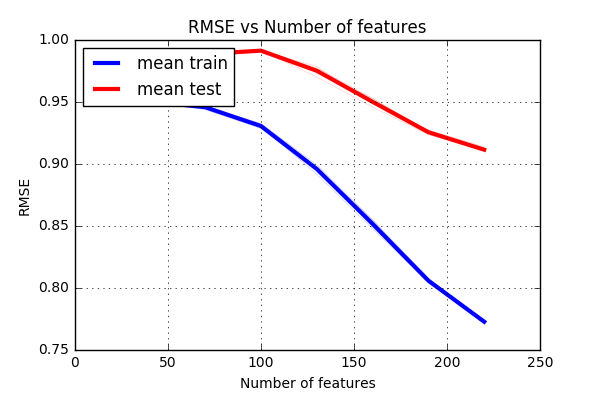 RMSE vs Number of features
mean train
mean test
1.00
0.95
0.90
0.85
0.80
0.75
RMSE
0
50
100
150
200
250
Number of features